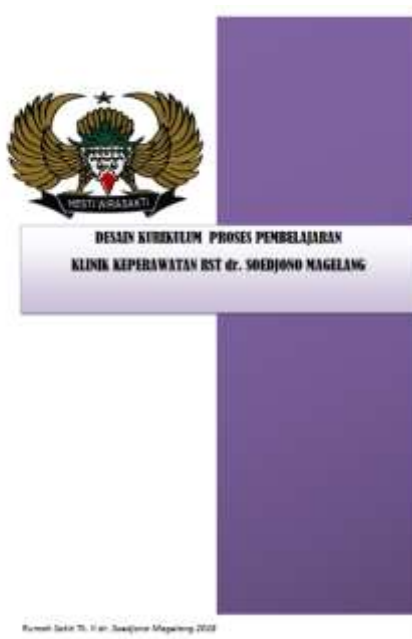 HESTI WIRASAKTI
DESAIN KURIKULUM PROSES PEMBELAJARAN
KLINIK KEPERAWATAN RST dr. SOEDJONO MAGELANG
Rumah Sakit Tk. II dr. Soedjono Magelang 2018